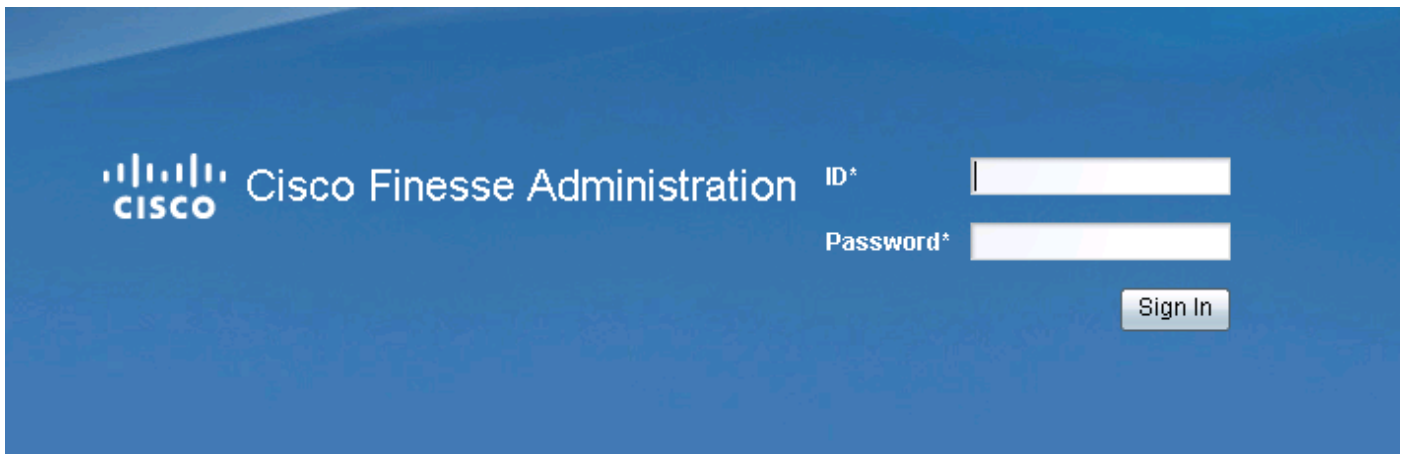 CISCO
Cisco Finesse Administration
ID*
Password*
Sign In